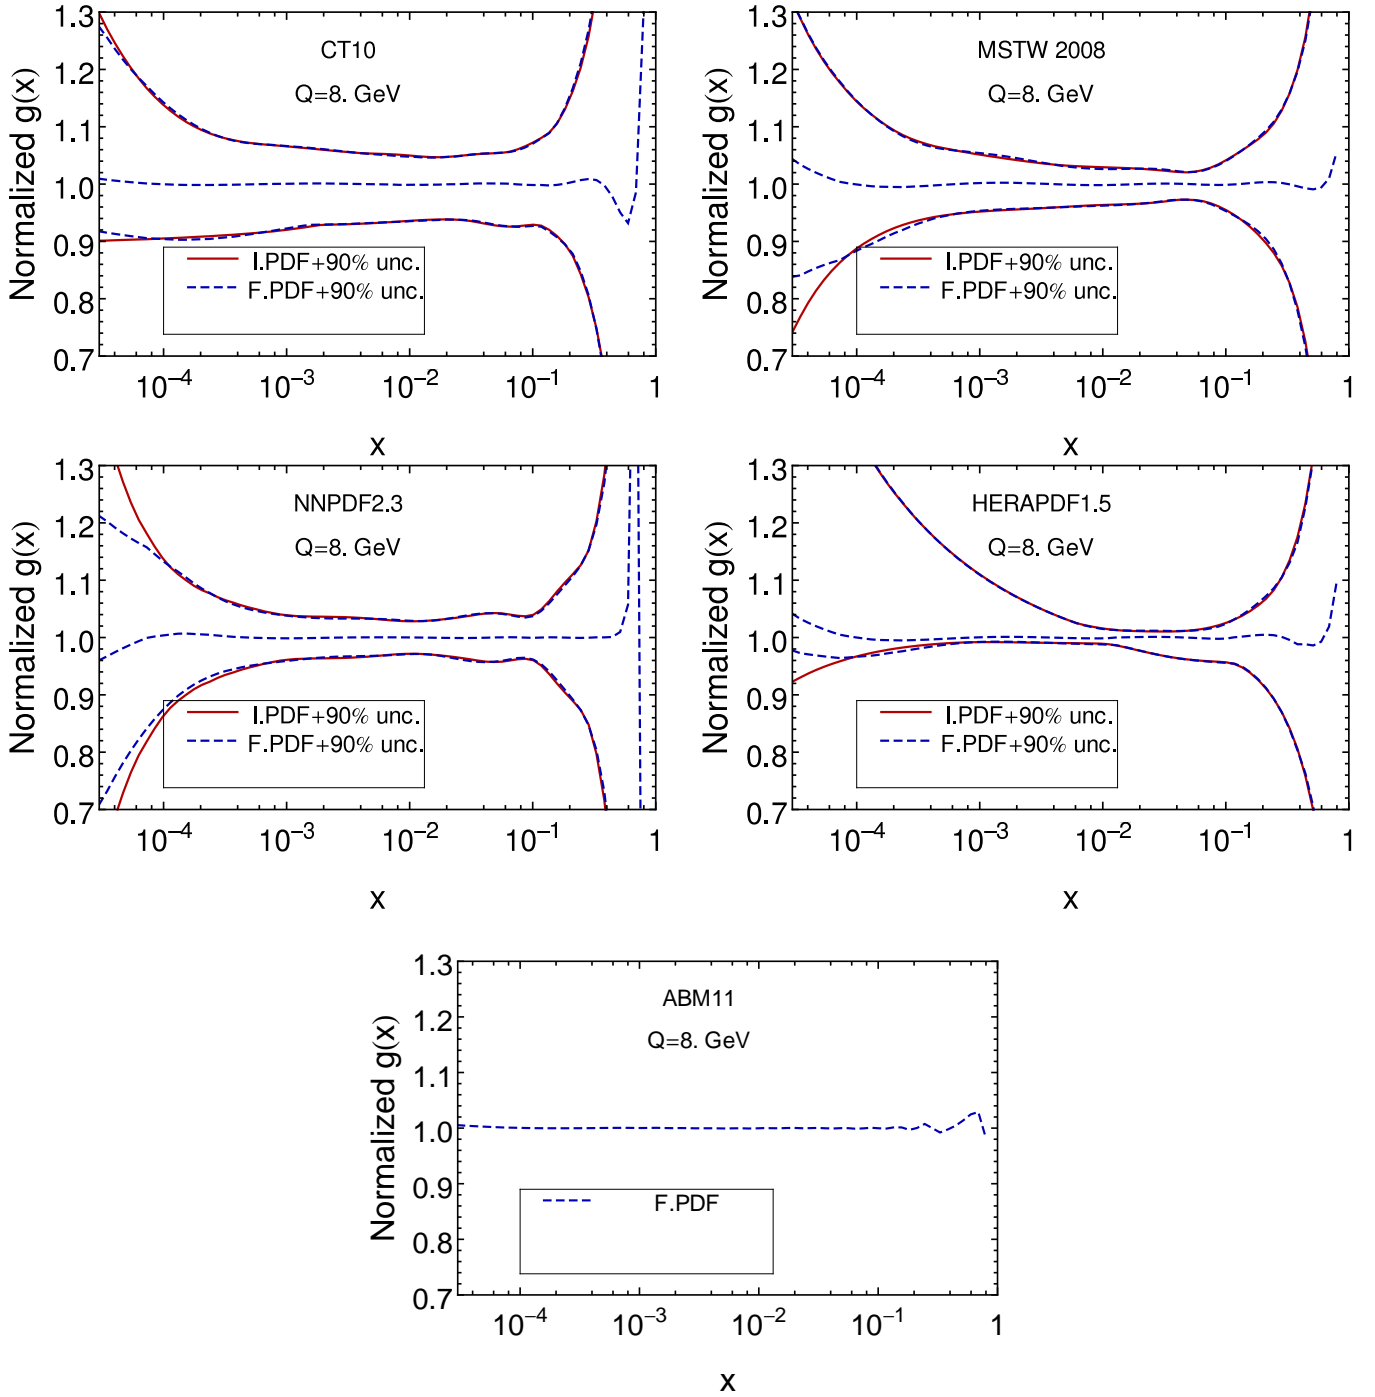 1.3
1.2
1.1
1.0
0.9
0.8
0.7
Normalized g(x)
CT10
Q=8. GeV
I.PDF+90% unc.
F.PDF+90% unc.
10⁻⁴ 10⁻³ 10⁻² 10⁻¹ 1
x
1.3
1.2
1.1
1.0
0.9
0.8
0.7
Normalized g(x)
MSTW 2008
Q=8. GeV
I.PDF+90% unc.
F.PDF+90% unc.
10⁻⁴ 10⁻³ 10⁻² 10⁻¹ 1
x
1.3
1.2
1.1
1.0
0.9
0.8
0.7
Normalized g(x)
NNPDF2.3
Q=8. GeV
I.PDF+90% unc.
F.PDF+90% unc.
10⁻⁴ 10⁻³ 10⁻² 10⁻¹ 1
x
1.3
1.2
1.1
1.0
0.9
0.8
0.7
Normalized g(x)
HERAPDF1.5
Q=8. GeV
I.PDF+90% unc.
F.PDF+90% unc.
10⁻⁴ 10⁻³ 10⁻² 10⁻¹ 1
x
1.3
1.2
1.1
1.0
0.9
0.8
0.7
Normalized g(x)
ABM11
Q=8. GeV
F.PDF
10⁻⁴ 10⁻³ 10⁻² 10⁻¹ 1
x